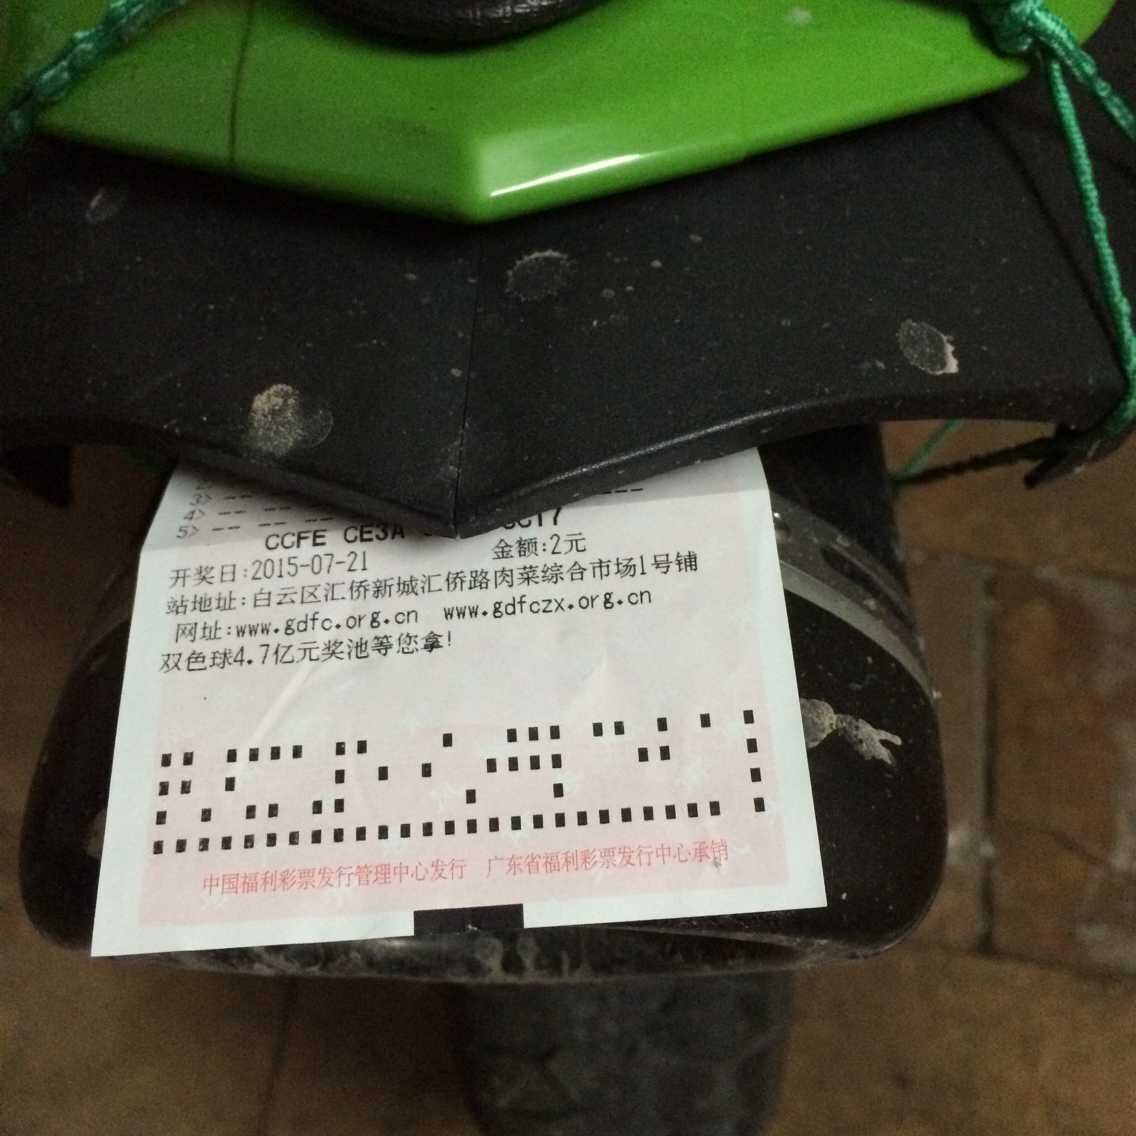 3> -- -- --
4> -- -- --
5> -- -- --
CCFE CE3A
开奖日:2015-07-21 金额:2元
站地址:白云区汇侨新城汇侨路肉菜综合市场1号铺
网址:www.gdfc.org.cn www.gdfczx.org.cn
双色球4.7亿元奖池等您拿!
中国福利彩票发行管理中心发行 广东省福利彩票发行中心承销